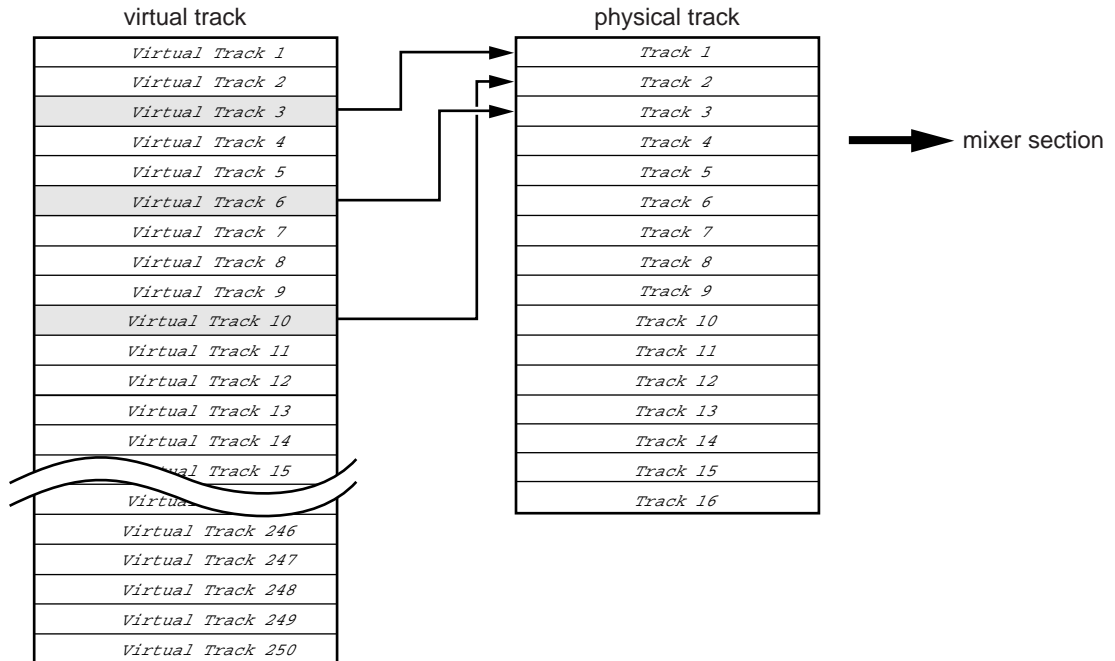 virtual track
Virtual Track 1
Virtual Track 2
Virtual Track 3
Virtual Track 4
Virtual Track 5
Virtual Track 6
Virtual Track 7
Virtual Track 8
Virtual Track 9
Virtual Track 10
Virtual Track 11
Virtual Track 12
Virtual Track 13
Virtual Track 14
Track 15
Virtual Track 246
Virtual Track 247
Virtual Track 248
Virtual Track 249
Virtual Track 250
physical track
Track 1
Track 2
Track 3
Track 4
Track 5
Track 6
Track 7
Track 8
Track 9
Track 10
Track 11
Track 12
Track 13
Track 14
Track 15
Track 16
mixer section